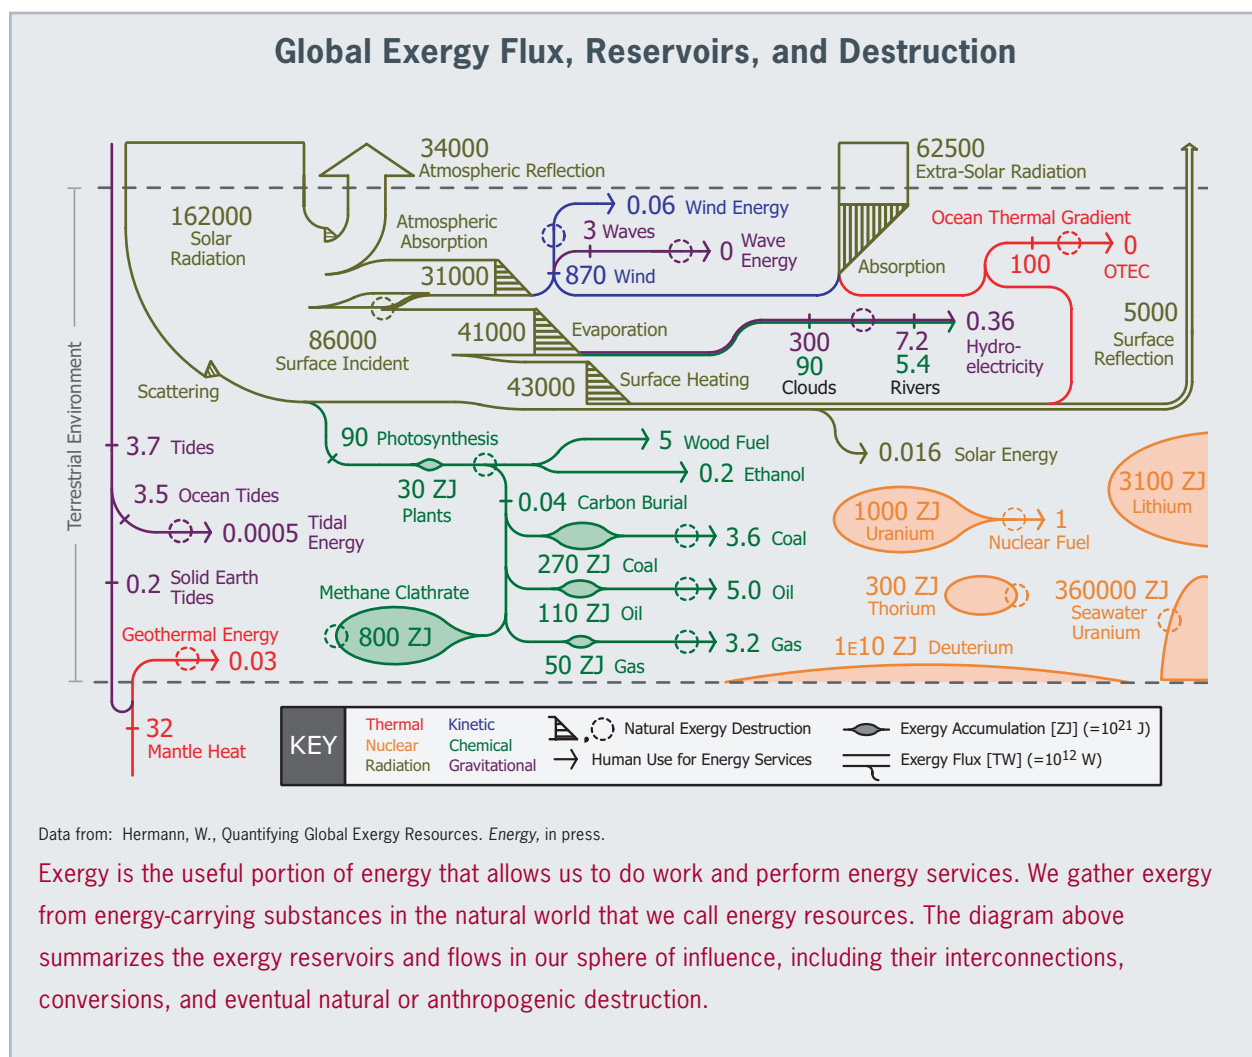 Global Exergy Flux, Reservoirs, and Destruction
34000
Atmospheric Reflection
62500
Extra-Solar Radiation
162000
Solar
Radiation
Atmospheric
Absorption
31000
0.06 Wind Energy
3 Waves
0 Wave
Energy
870 Wind
Absorption
Ocean Thermal Gradient
100
0
OTEC
86000
Surface Incident
41000
Evaporation
300
90
Clouds
7.2
5.4
Rivers
0.36
Hydro-
electricity
5000
Surface
Reflection
Scattering
43000
Surface Heating
Terrestrial Environment
3.7 Tides
3.5 Ocean Tides
0.0005 Tidal
Energy
0.2 Solid Earth
Tides
Geothermal Energy
0.03
32
Mantle Heat
90 Photosynthesis
30 ZJ
Plants
5 Wood Fuel
0.2 Ethanol
0.04 Carbon Burial
3.6 Coal
270 ZJ Coal
Methane Clathrate
800 ZJ
5.0 Oil
110 ZJ Oil
3.2 Gas
50 ZJ Gas
0.016 Solar Energy
1000 ZJ
Uranium
1
Nuclear Fuel
3100 ZJ
Lithium
300 ZJ
Thorium
360000 ZJ
Seawater
Uranium
1E10 ZJ Deuterium
KEY
Thermal
Nuclear
Radiation
Kinetic
Chemical
Gravitational
, Natural Exergy Destruction
Human Use for Energy Services
Exergy Accumulation [ZJ] (=10²¹ J)
Exergy Flux [TW] (=10¹² W)
Data from: Hermann, W., Quantifying Global Exergy Resources. Energy, in press.
Exergy is the useful portion of energy that allows us to do work and perform energy services. We gather exergy
from energy-carrying substances in the natural world that we call energy resources. The diagram above
summarizes the exergy reservoirs and flows in our sphere of influence, including their interconnections,
conversions, and eventual natural or anthropogenic destruction.